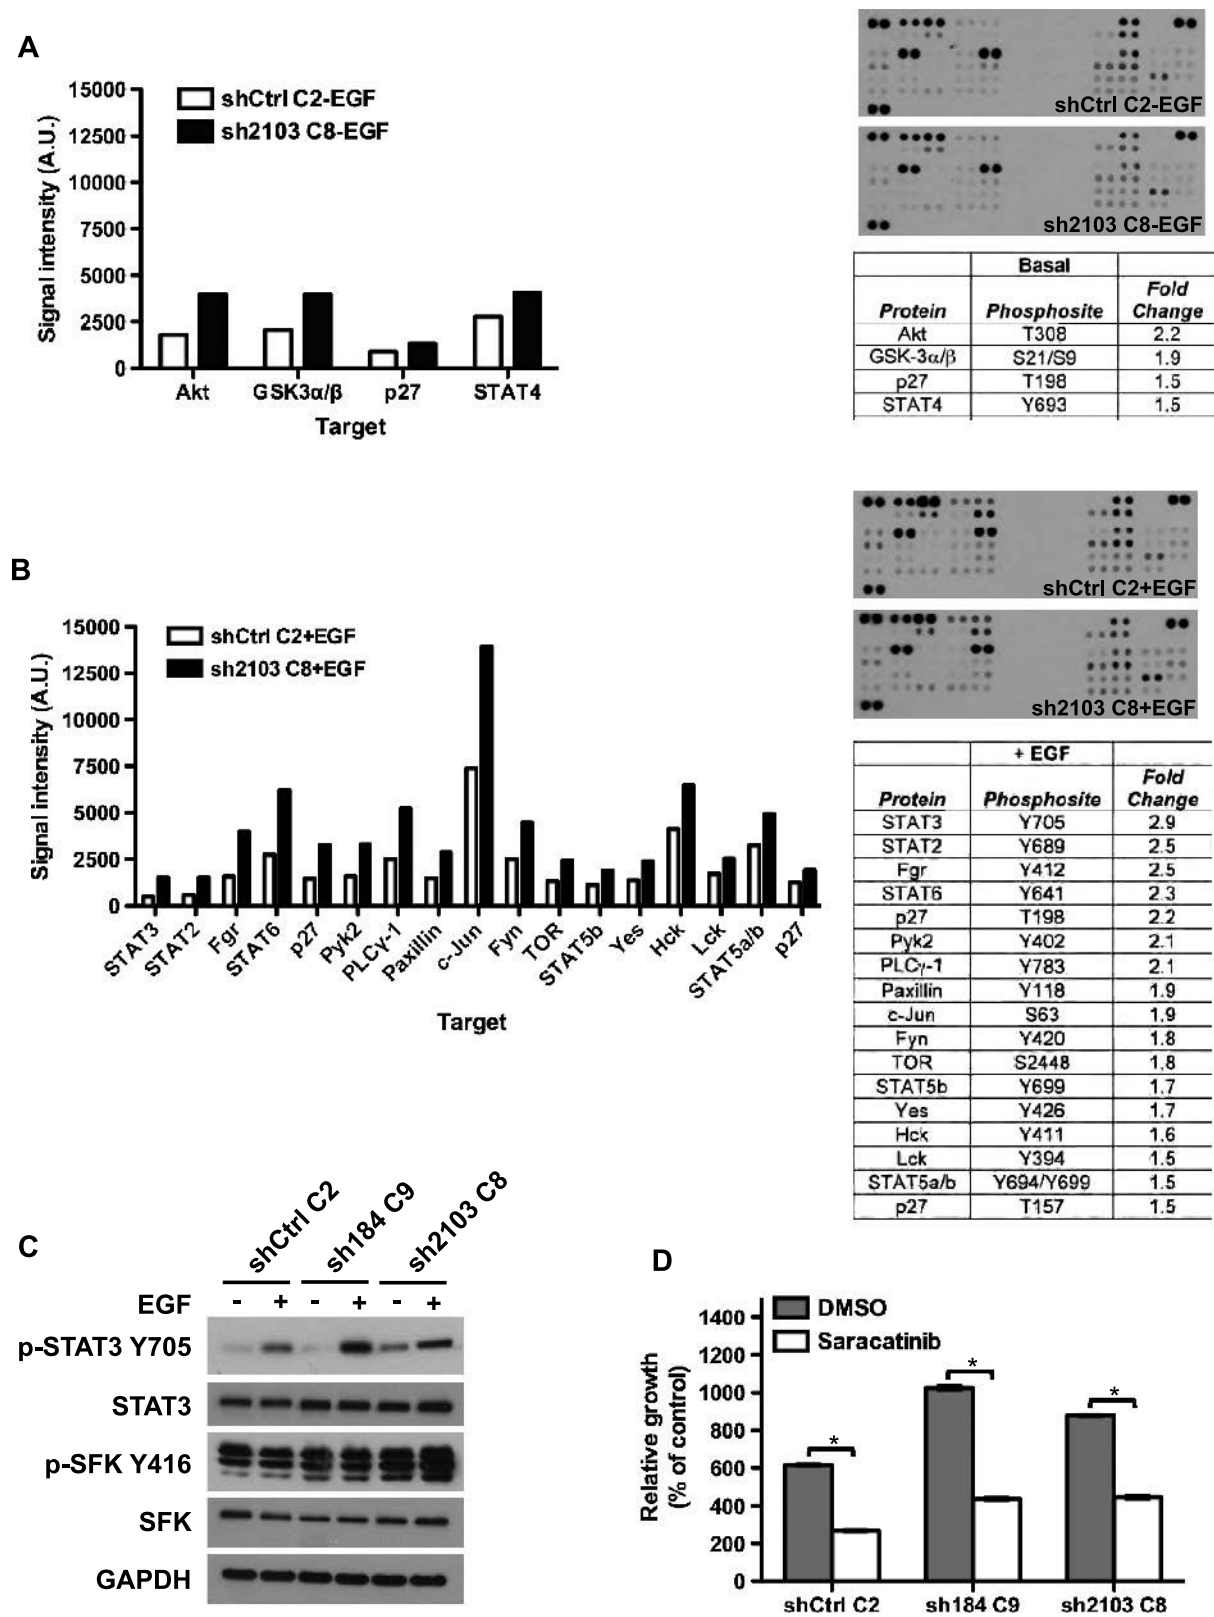 A
15000
12500
10000
7500
5000
2500
0
Signal intensity (A.U.)
shCtrl C2-EGF
sh2103 C8-EGF
Akt GSK3α/β p27 STAT4
Target
shCtrl C2-EGF
sh2103 C8-EGF
Basal
Protein Phosphosite Fold Change
Akt T308 2.2
GSK-3α/β S21/S9 1.9
p27 T198 1.5
STAT4 Y693 1.5
B
15000
12500
10000
7500
5000
2500
0
Signal intensity (A.U.)
shCtrl C2+EGF
sh2103 C8+EGF
STAT3 STAT2 Fgr STAT6 p27 Pyk2 PLCγ-1 Paxillin c-Jun Fyn TOR STAT5b Yes Hck Lck STAT5a/b p27
Target
shCtrl C2+EGF
sh2103 C8+EGF
+ EGF
Protein Phosphosite Fold Change
STAT3 Y705 2.9
STAT2 Y689 2.5
Fgr Y412 2.5
STAT6 Y641 2.3
p27 T198 2.2
Pyk2 Y402 2.1
PLCγ-1 Y783 2.1
Paxillin Y118 1.9
c-Jun S63 1.9
Fyn Y420 1.8
TOR S2448 1.8
STAT5b Y699 1.7
Yes Y426 1.7
Hck Y411 1.6
Lck Y394 1.5
STAT5a/b Y694/Y699 1.5
p27 T157 1.5
C
shCtrl C2 sh184 C9 sh2103 C8
EGF - + - + - +
p-STAT3 Y705
STAT3
p-SFK Y416
SFK
GAPDH
D
1400
1200
1000
800
600
400
200
0
Relative growth
(% of control)
DMSO
Saracatinib
* * *
shCtrl C2 sh184 C9 sh2103 C8